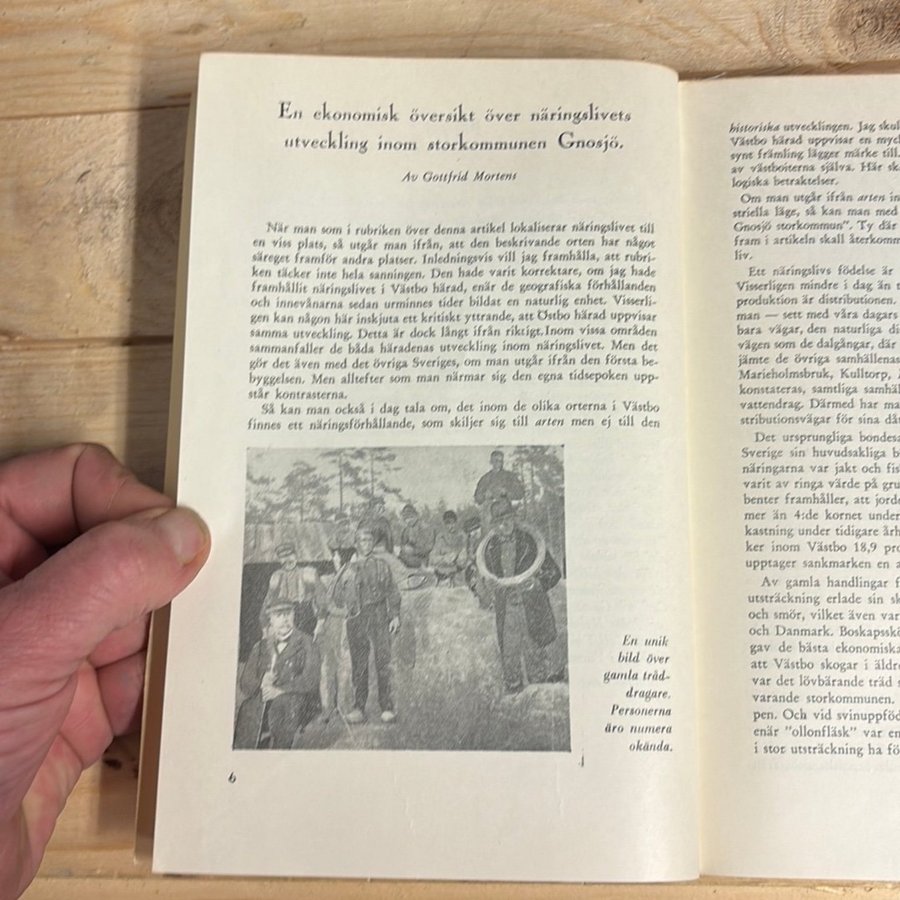 En ekonomisk översikt över näringslivets
utveckling inom storkommunen Gnosjö.
Av Gottfrid Mortens
När man som i rubriken över denna artikel lokaliserar näringslivet till
en viss plats, så utgår man ifrån, att den beskrivande orten har något
säreget framför andra platser. Inledningsvis vill jag framhålla, att rubri-
ken täcker inte hela sanningen. Den hade varit korrektare, om jag hade
framhållit näringslivet i Västbo härad, enär de geografiska förhållanden
och innevånarna sedan urminnes tider bildat en naturlig enhet. Visserli-
gen kan någon här inskjuta ett kritiskt yttrande, att Östbo härad uppvisar
samma utveckling. Detta är dock långt ifrån riktigt. Inom vissa områden
sammanfaller de båda häradenas utveckling inom näringslivet. Men det
gör det även med det övriga Sveriges, om man utgår ifrån den första be-
byggelsen. Men alltefter som man närmar sig den egna tidsepoken upp-
står kontrasterna.
Så kan man också i dag tala om, det inom de olika orterna i Västbo
finnes ett näringsförhållande, som skiljer sig till arten men ej till den
En unik
bild över
gamla tråd-
dragare.
Personerna
äro numera
okända.
6
historiska utvecklingen. Jag skul
Västbo härad uppvisar en myc
synt främling lägger märke till.
av västboiterna själva. Här sk
logiska betraktelser.
Om man utgår ifrån arten in
striella läge, så kan man med
Gnosjö storkommun". Ty där
fram i artikeln skall återkomm
liv.
Ett näringslivs födelse är
Visserligen mindre i dag än t
produktion är distributionen.
man — sett med våra dagars
bara vägar, den naturliga di
vägen som de dalgångar, där
jämte de övriga samhällenas
Marieholmsbruk, Kulltorp,
konstateras, samtliga samhäl
vattendrag. Därmed har ma
stributionsvägar för sina då
Det ursprungliga bondesa
Sverige sin huvudsakliga b
näringarna var jakt och fis
varit av ringa värde på gru
benter framhåller, att jorde
mer än 4:de kornet under
kastning under tidigare årh
ker inom Västbo 18,9 pro
upptager sankmarken en a
Av gamla handlingar f
utsträckning erlade sin sk
och smör, vilket även var
och Danmark. Boskapsskö
gav de bästa ekonomiska
att Västbo skogar i äldre
var det lövbärande träd s
varande storkommunen.
pen. Och vid svinuppföd
enär "ollonfläsk" var en
i stor utsträckning ha fö